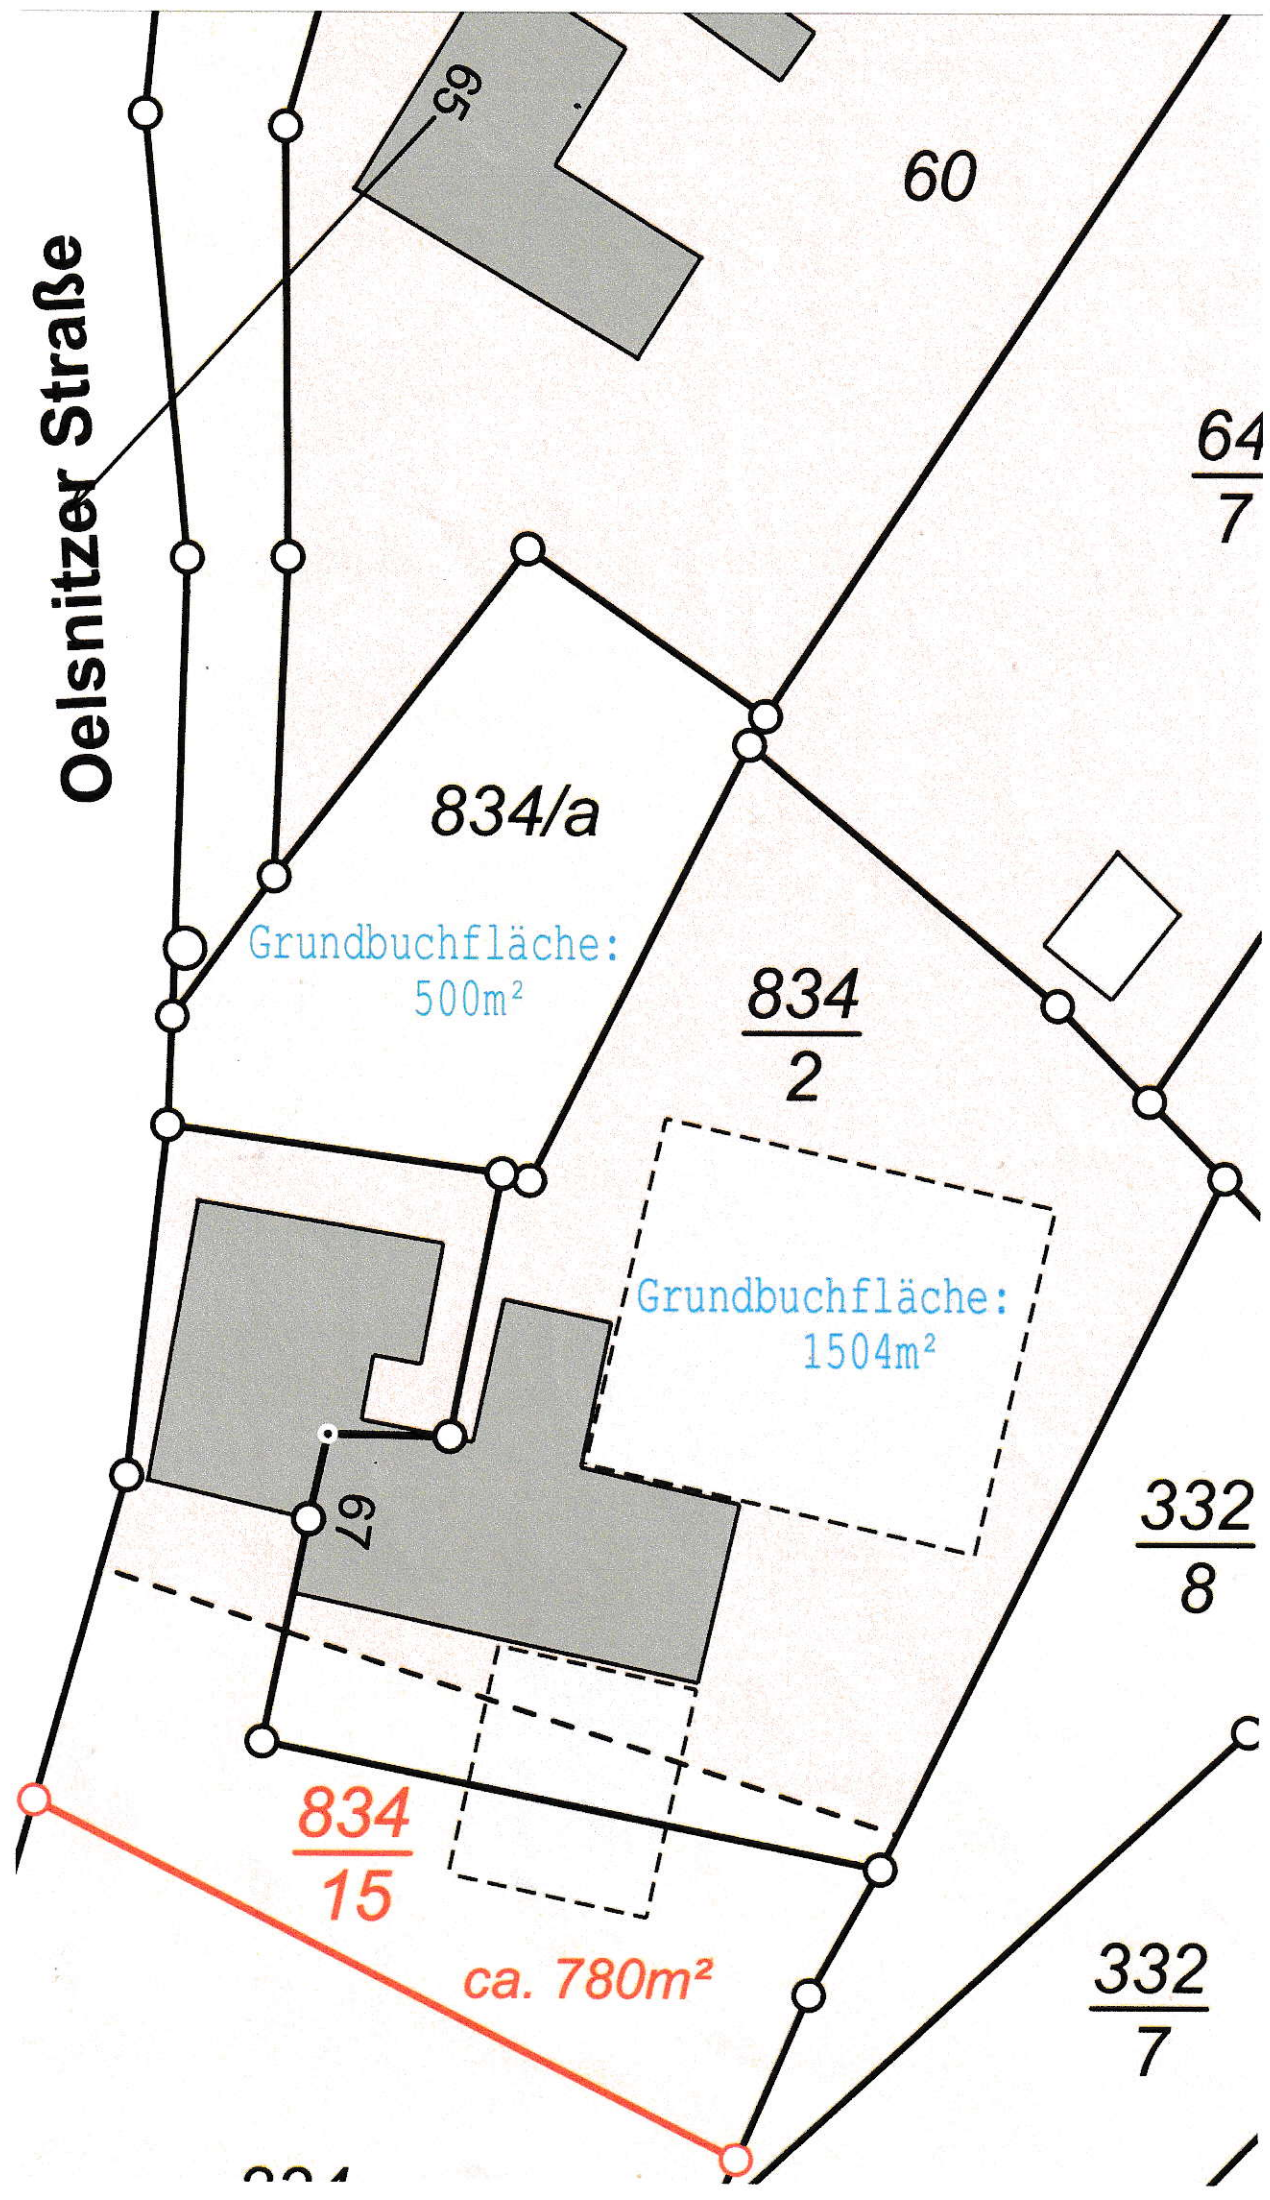 65
60
Oelsnitzer Straße
64
7
834/a
Grundbuchfläche:
500m²
834
2
Grundbuchfläche:
1504m²
67
332
8
834
15
ca. 780m²
332
7